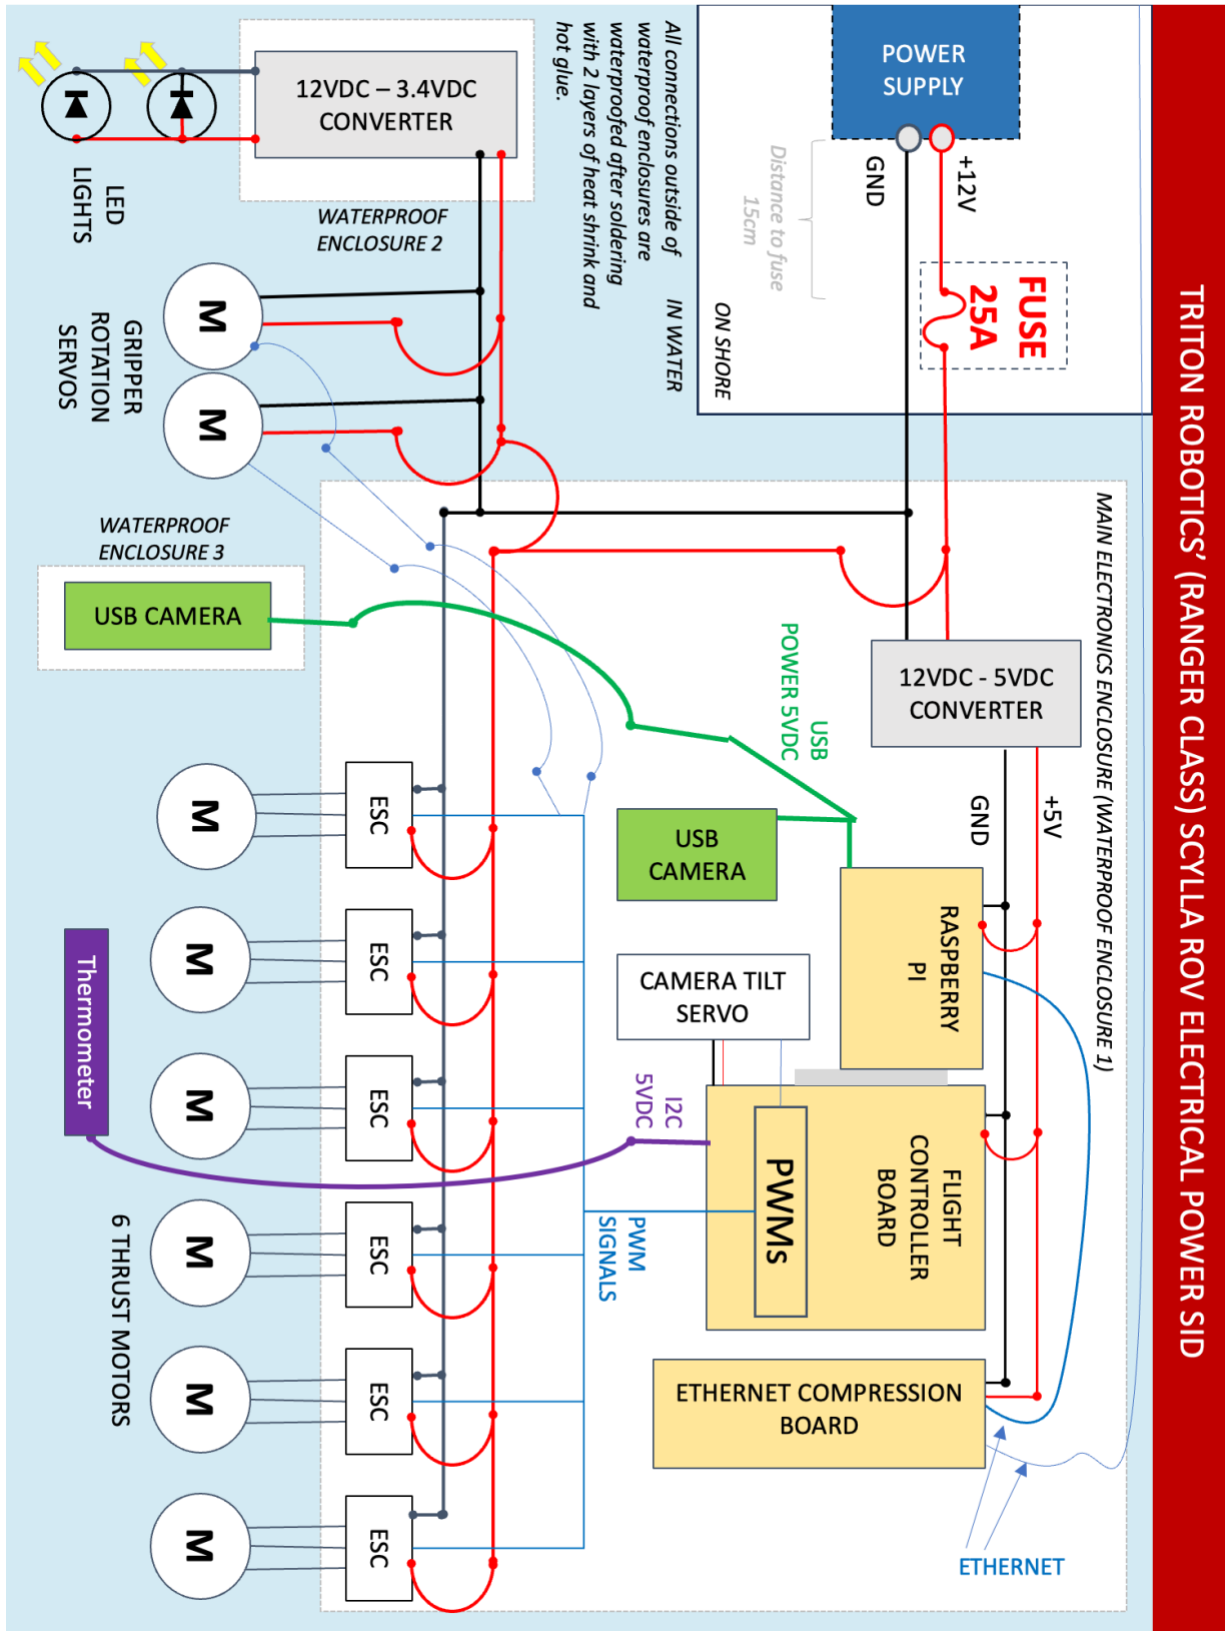 TRITON ROBOTICS’ (RANGER CLASS) SCYLLA ROV ELECTRICAL POWER SID
POWER
SUPPLY
GND
+12V
Distance to fuse
15cm
FUSE
25A
ON SHORE
IN WATER
All connections outside of
waterproof enclosures are
waterproofed after soldering
with 2 layers of heat shrink and
hot glue.
12VDC – 3.4VDC
CONVERTER
WATERPROOF
ENCLOSURE 2
LED
LIGHTS
M
M
GRIPPER
ROTATION
SERVOS
WATERPROOF
ENCLOSURE 3
USB CAMERA
MAIN ELECTRONICS ENCLOSURE (WATERPROOF ENCLOSURE 1)
12VDC - 5VDC
CONVERTER
GND
+5V
USB
POWER 5VDC
USB
CAMERA
RASPBERRY
PI
CAMERA TILT
SERVO
I2C
5VDC
FLIGHT
CONTROLLER
BOARD
PWMs
PWM
SIGNALS
ETHERNET COMPRESSION
BOARD
ETHERNET
ESC
ESC
ESC
ESC
ESC
ESC
M
M
M
M
M
M
Thermometer
6 THRUST MOTORS